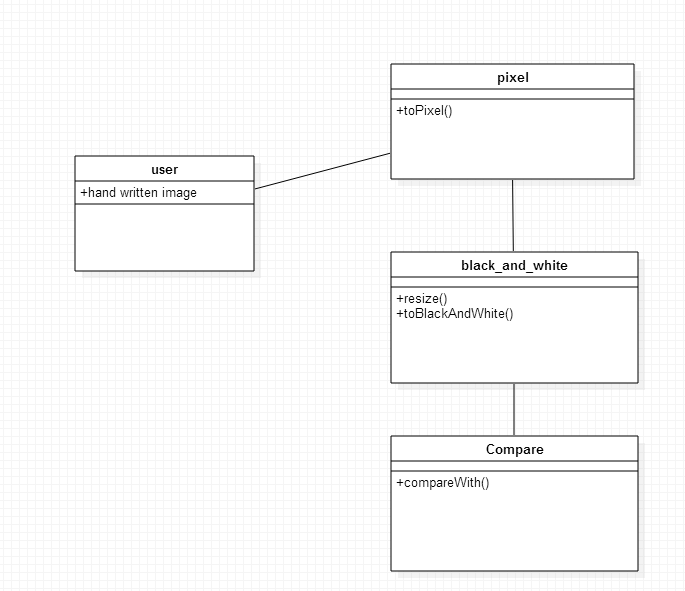 pixel
+toPixel()
user
+hand written image
black_and_white
+resize()
+toBlackAndWhite()
Compare
+compareWith()